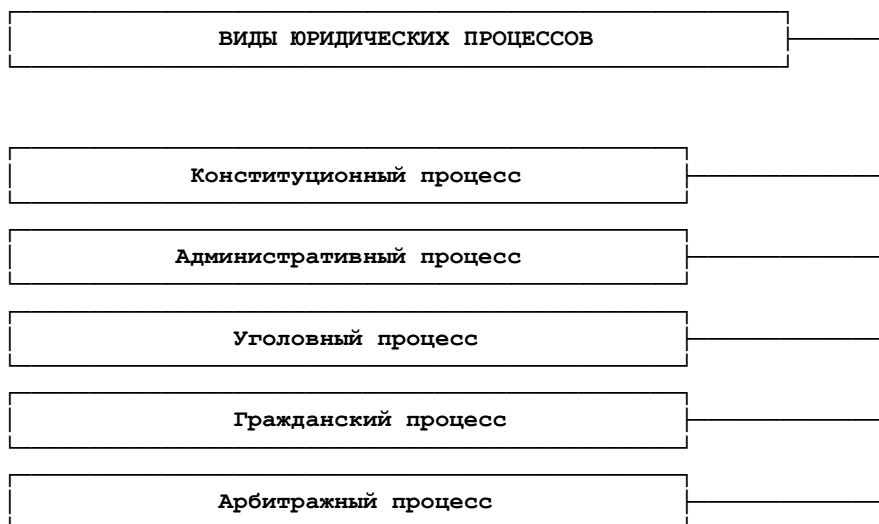 ВИДЫ ЮРИДИЧЕСКИХ ПРОЦЕССОВ
Конституционный процесс
Административный процесс
Уголовный процесс
Гражданский процесс
Арбитражный процесс